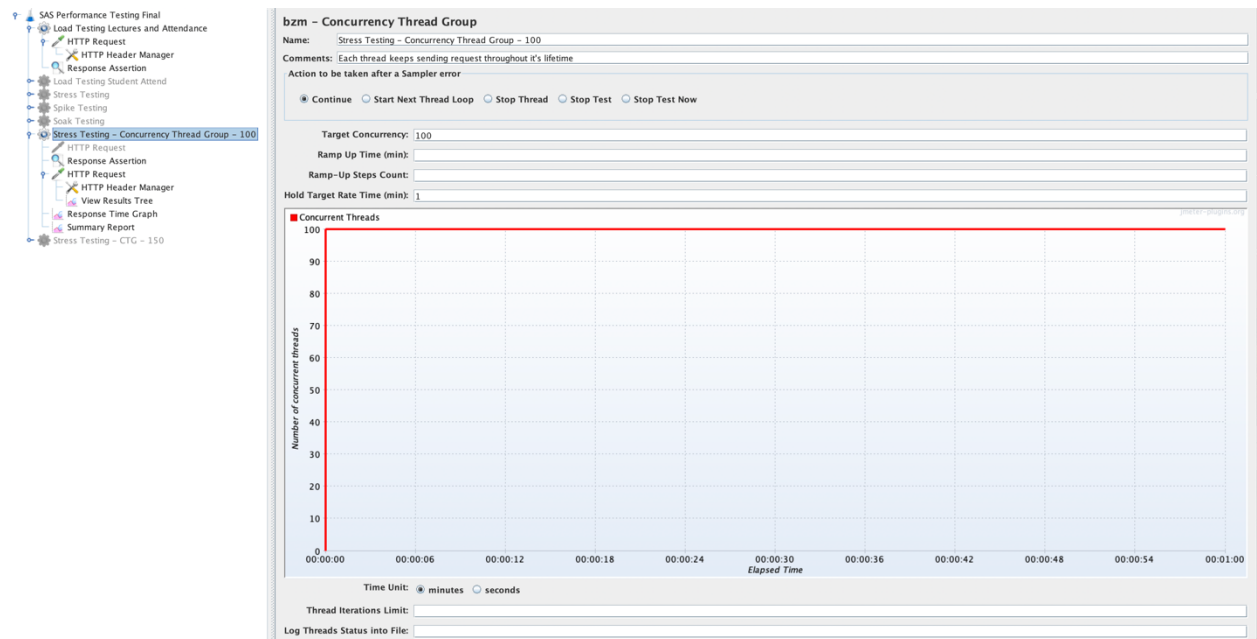 SAS Performance Testing Final
Load Testing Lectures and Attendance
HTTP Request
HTTP Header Manager
Response Assertion
Load Testing Student Attend
Stress Testing
Spike Testing
Soak Testing
Stress Testing - Concurrency Thread Group - 100
HTTP Request
Response Assertion
HTTP Request
HTTP Header Manager
View Results Tree
Response Time Graph
Summary Report
Stress Testing - CTG - 150
bzm - Concurrency Thread Group
Name: Stress Testing - Concurrency Thread Group - 100
Comments: Each thread keeps sending request throughout it's lifetime
Action to be taken after a Sampler error
Continue Start Next Thread Loop Stop Thread Stop Test Stop Test Now
Target Concurrency: 100
Ramp Up Time (min):
Ramp-Up Steps Count:
Hold Target Rate Time (min): 1
Concurrent Threads
jmeter-plugins.org
100
90
80
70
60
50
40
30
20
10
0
Number of concurrent threads
00:00:00 00:00:06 00:00:12 00:00:18 00:00:24 00:00:30 00:00:36 00:00:42 00:00:48 00:00:54 00:01:00
Elapsed Time
Time Unit: minutes seconds
Thread Iterations Limit:
Log Threads Status into File: